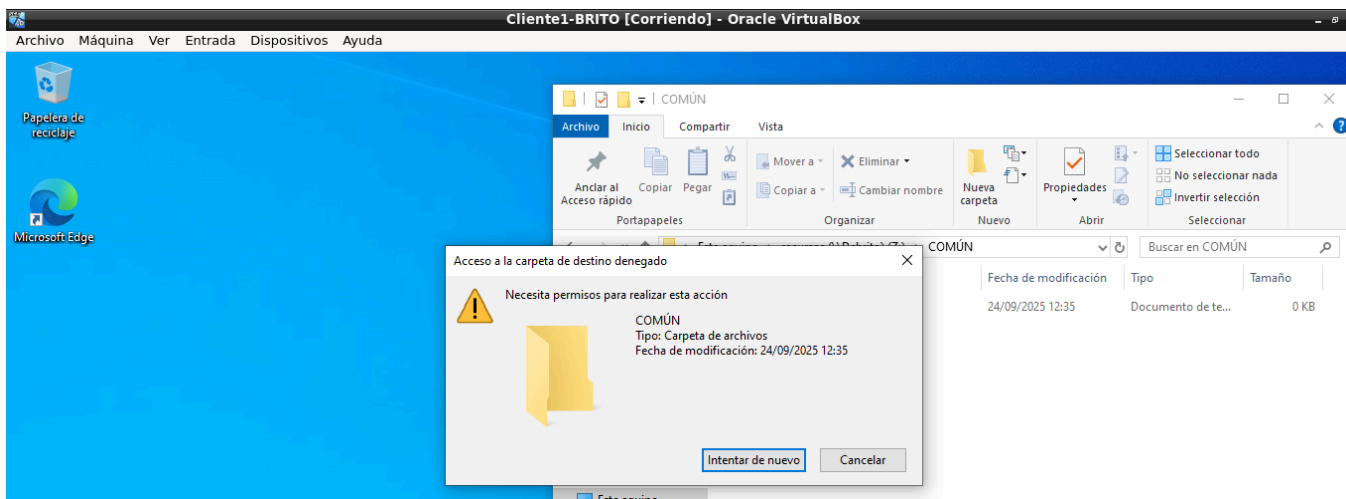 Cliente1-BRITO [Corriendo] - Oracle VirtualBox
Archivo Máquina Ver Entrada Dispositivos Ayuda
Papelera de
reciclaje
Microsoft Edge
COMÚN
Archivo Inicio Compartir Vista
Anclar al
Acceso rápido
Copiar
Pegar
Portapapeles
Mover a
Copiar a
Eliminar
Cambiar nombre
Organizar
Nueva
carpeta
Nuevo
Propiedades
Abrir
Seleccionar todo
No seleccionar nada
Invertir selección
Seleccionar
COMÚN
Buscar en COMÚN
Fecha de modificación Tipo Tamaño
24/09/2025 12:35 Documento de te... 0 KB
Acceso a la carpeta de destino denegado
Necesita permisos para realizar esta acción
COMÚN
Tipo: Carpeta de archivos
Fecha de modificación: 24/09/2025 12:35
Intentar de nuevo Cancelar